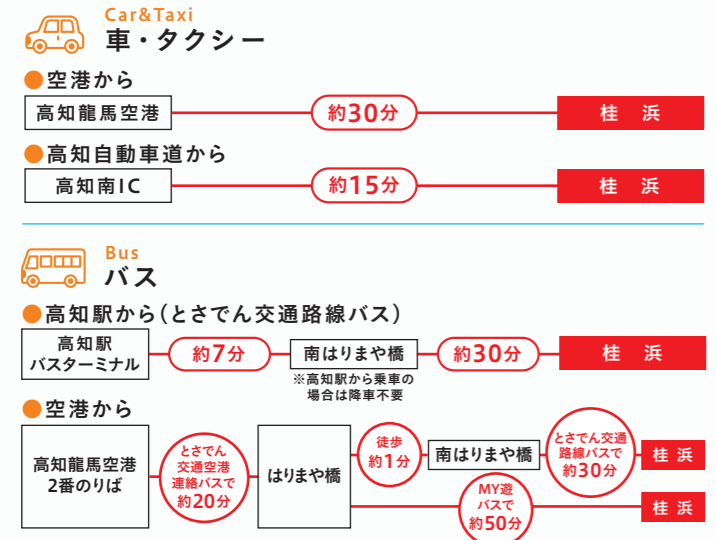 Car&Taxi
車・タクシー
●空港から
高知龍馬空港 約30分 桂 浜
●高知自動車道から
高知南IC 約15分 桂 浜
Bus
バス
●高知駅から(とさでん交通路線バス)
高知駅
バスターミナル
約7分
南はりまや橋
約30分
桂 浜
※高知駅から乗車の
場合は降車不要
●空港から
高知龍馬空港
2番のりば
とさでん
交通空港
連絡バスで
約20分
はりまや橋
徒歩
約1分
南はりまや橋
とさでん交通
路線バスで
約30分
桂 浜
MY遊
バスで
約50分
桂 浜